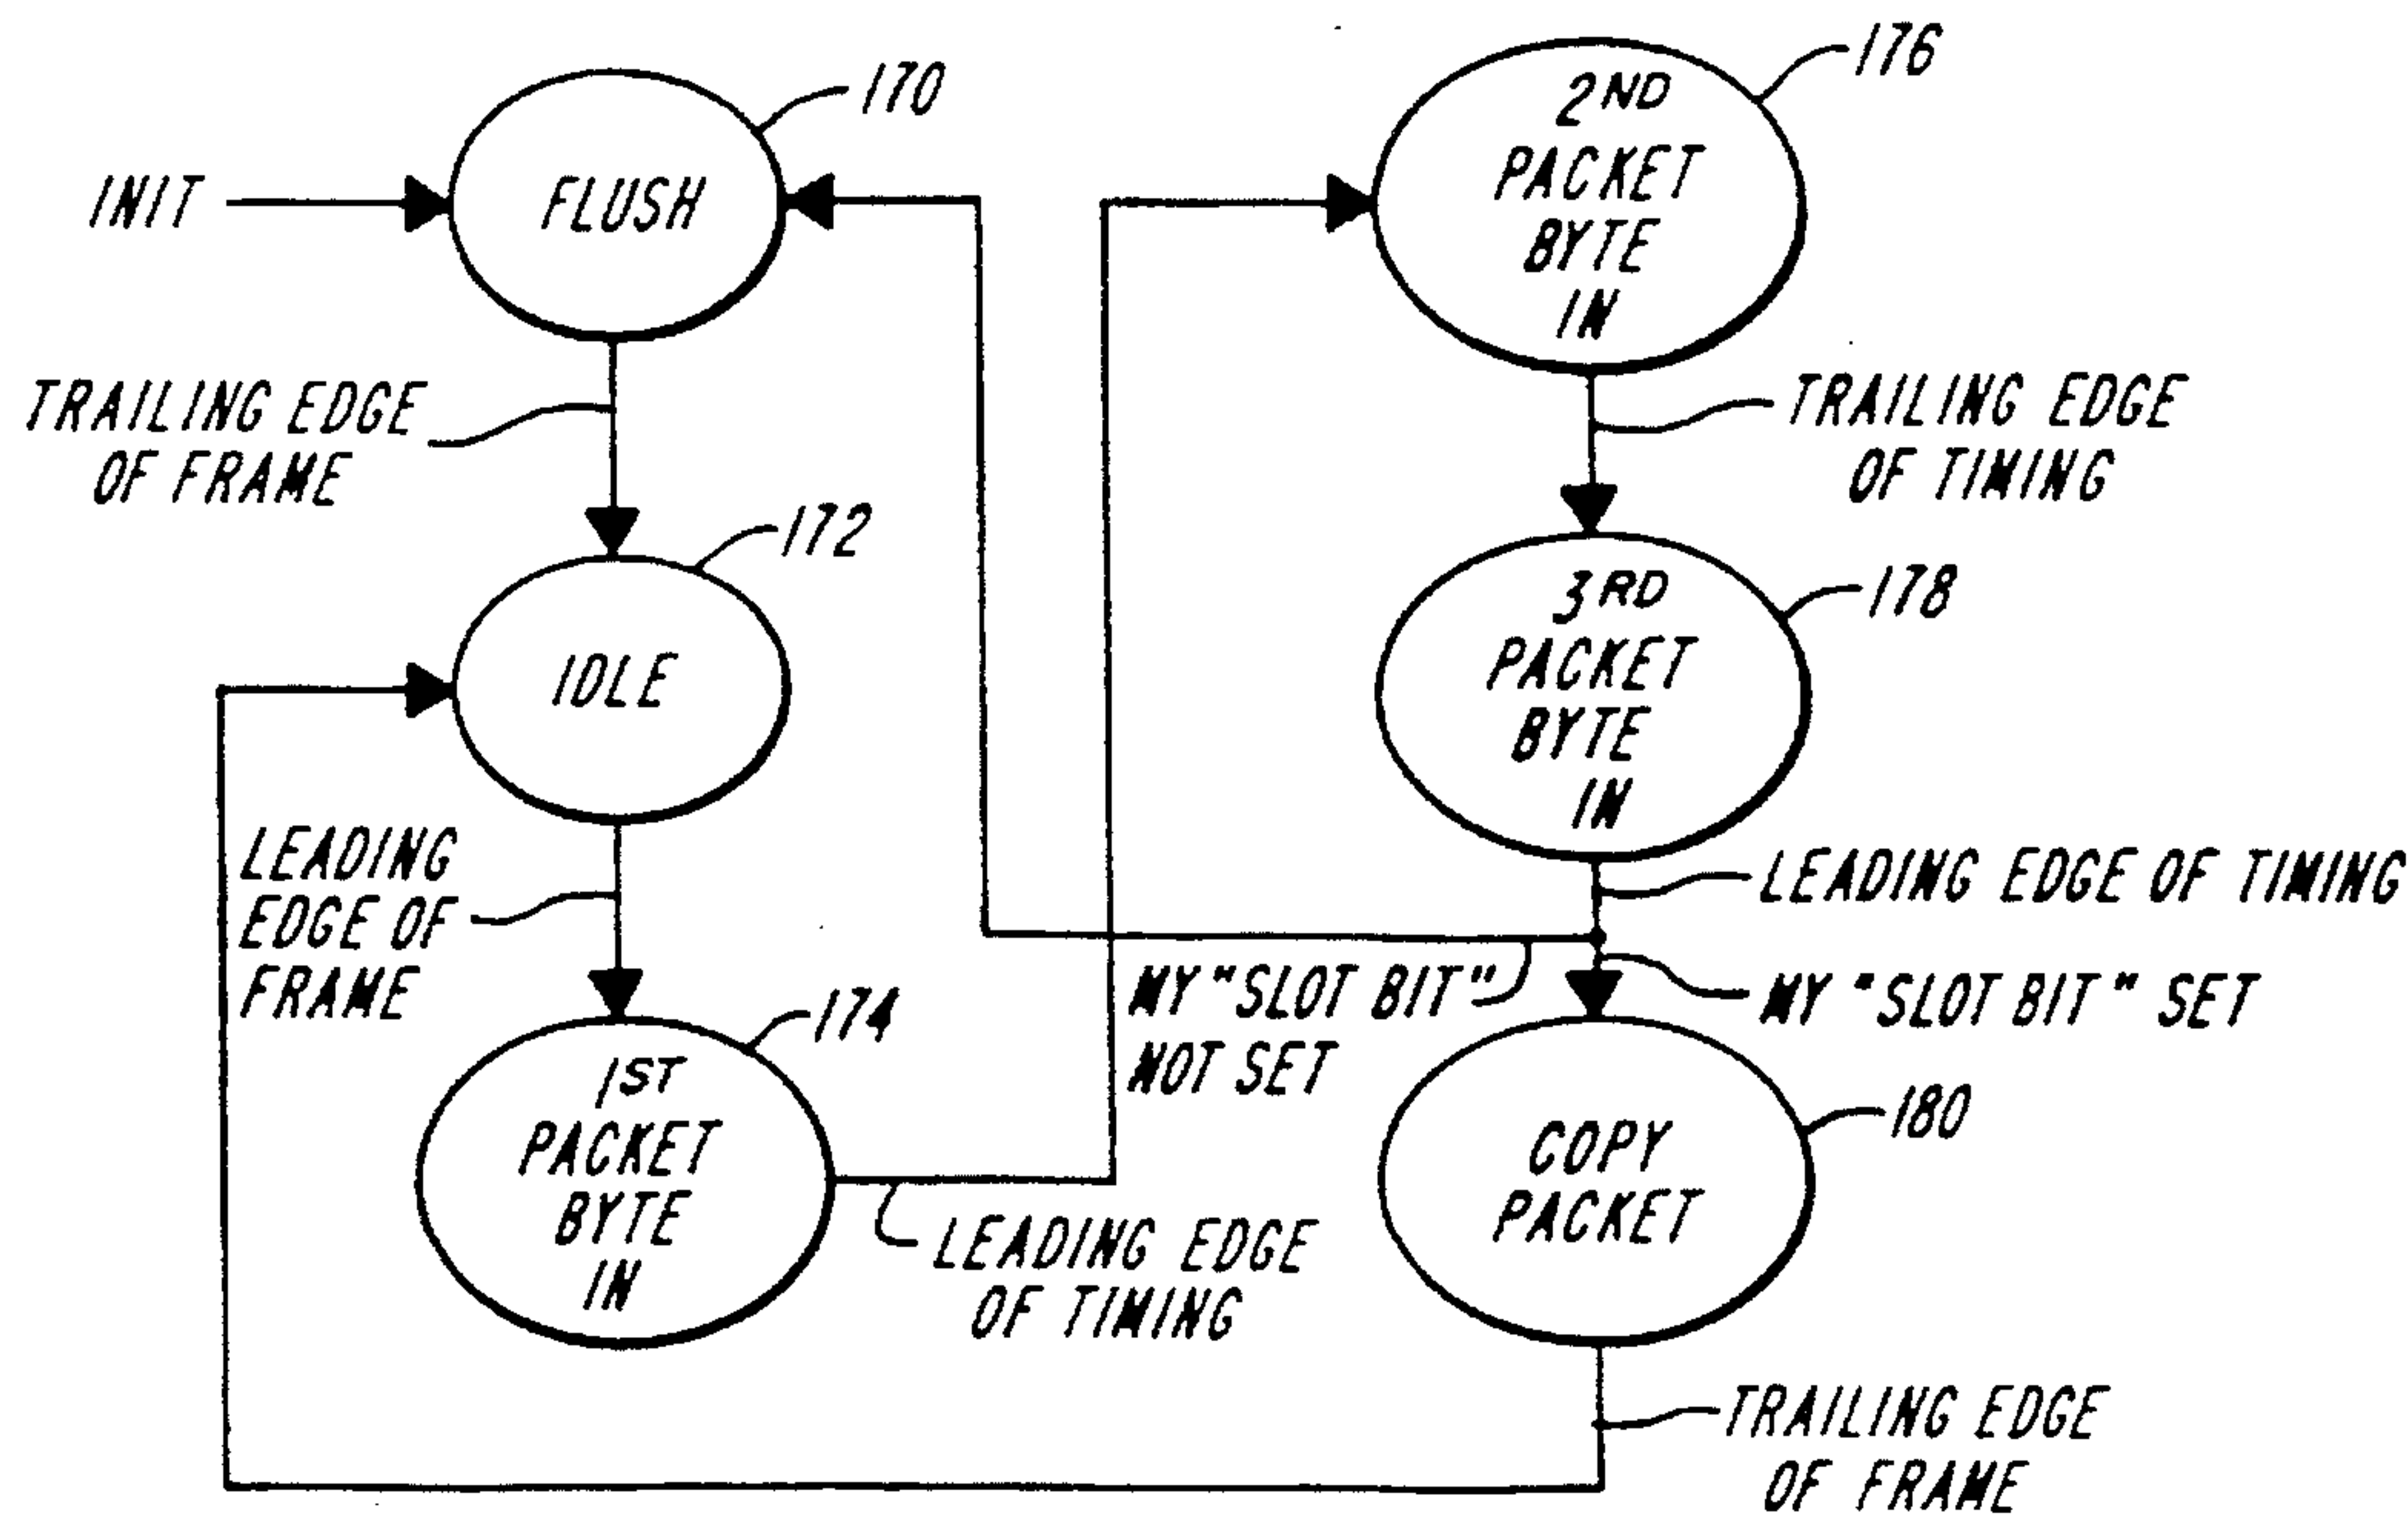 170
INIT
FLUSH
TRAILING EDGE
OF FRAME
172
IDLE
LEADING
EDGE OF
FRAME
174
1ST
PACKET
BYTE
IN
LEADING EDGE
OF TIMING
176
2ND
PACKET
BYTE
IN
TRAILING EDGE
OF TIMING
178
3RD
PACKET
BYTE
IN
LEADING EDGE OF TIMING
MY "SLOT BIT"
NOT SET
MY "SLOT BIT" SET
180
COPY
PACKET
TRAILING EDGE
OF FRAME